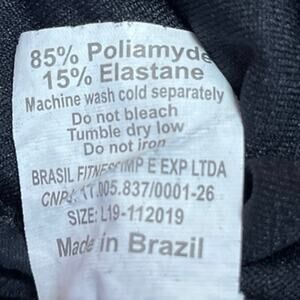 85% Poliamyde
15% Elastane
Machine wash cold separately
Do not bleach
Tumble dry low
Do not iron
BRASIL FITNESS IMP E EXP LTDA
CNPJ: 17.005.837/0001-26
SIZE: L19-112019
Made in Brazil